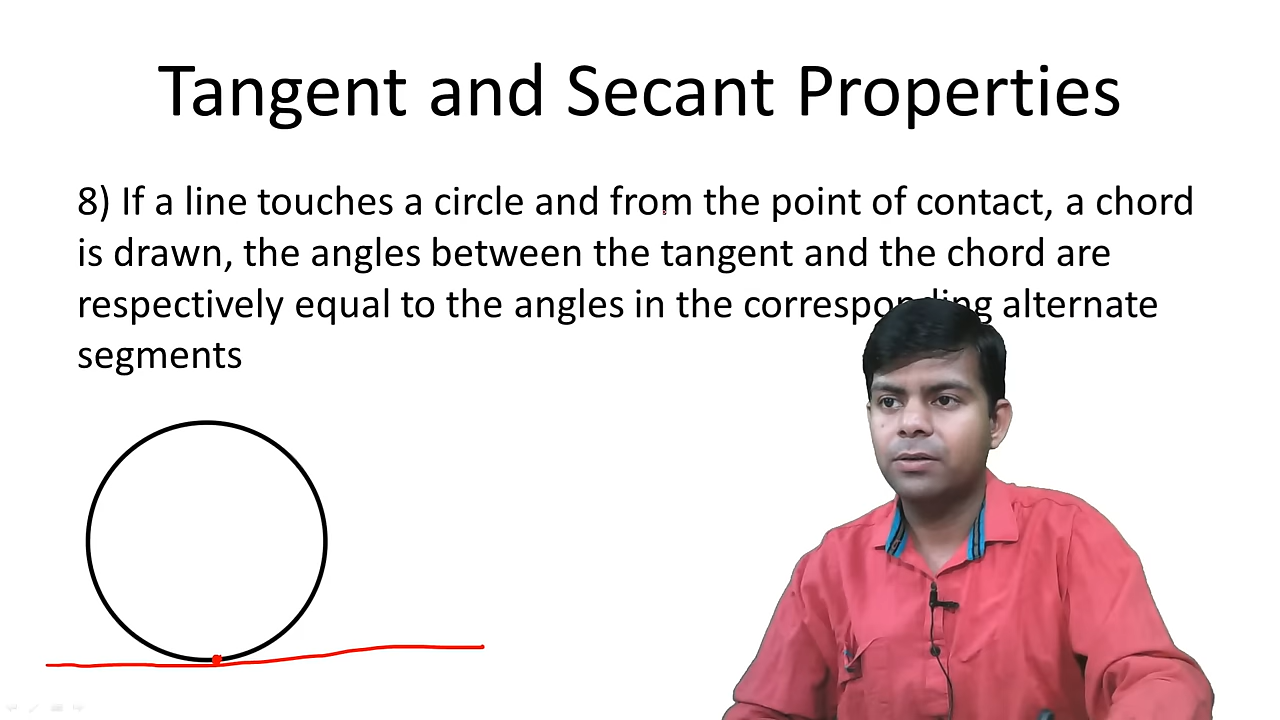 Tangent and Secant Properties
8) If a line touches a circle and from the point of contact, a chord
is drawn, the angles between the tangent and the chord are
respectively equal to the angles in the corresponding alternate
segments